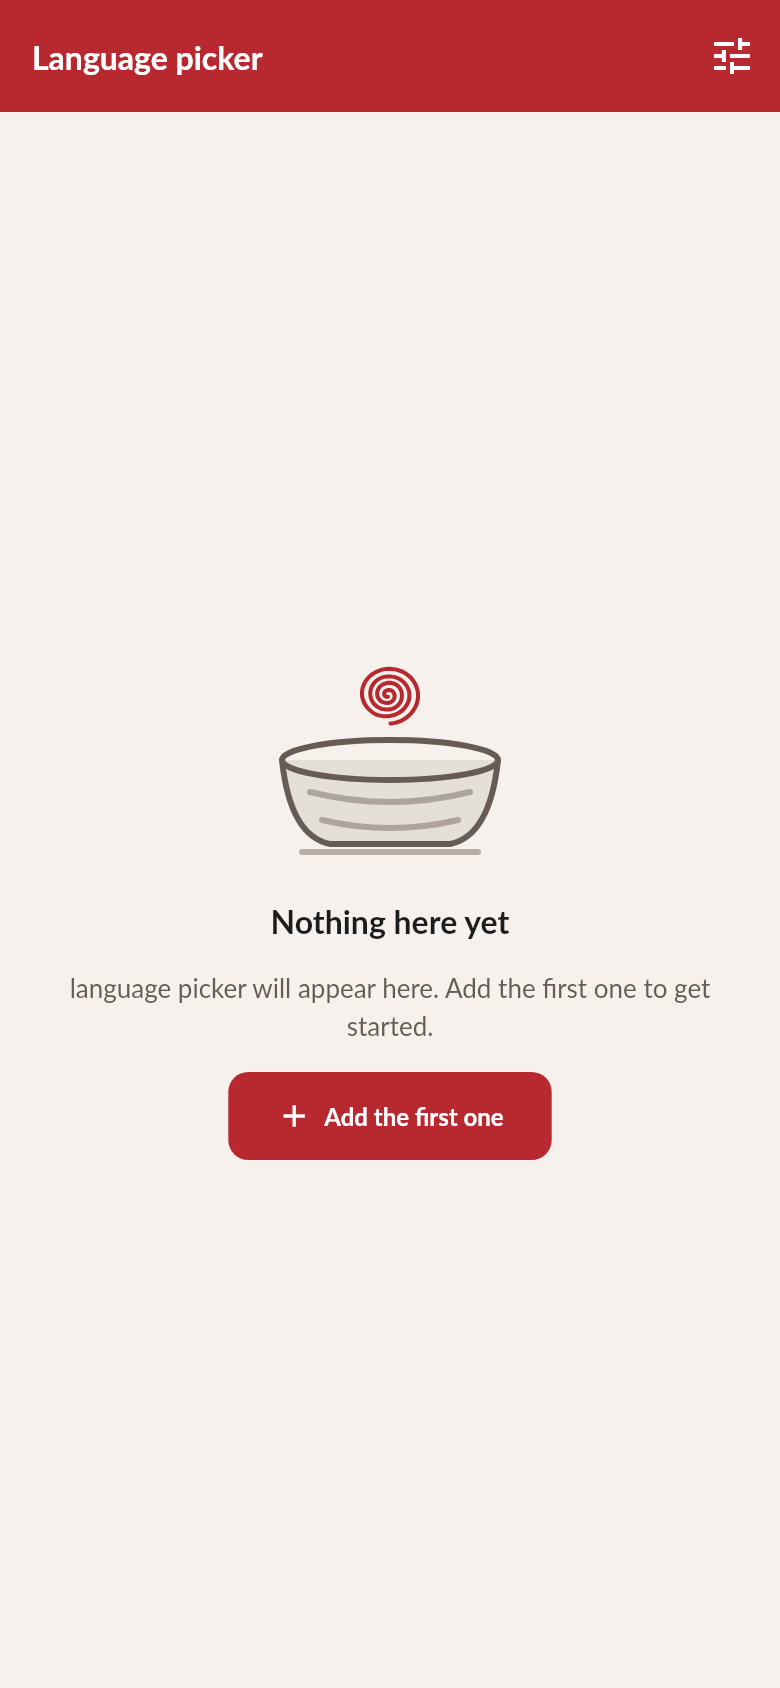 Language picker
Nothing here yet
language picker will appear here. Add the first one to get
started.
Add the first one